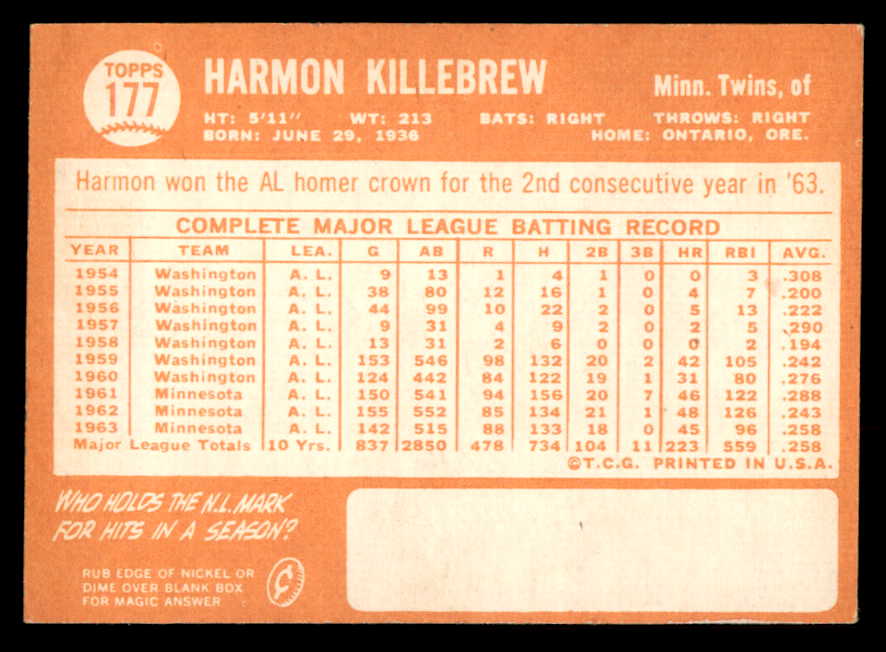 TOPPS
177
HARMON KILLEBREW
Minn. Twins, of
HT: 5'11" WT: 213 BATS: RIGHT THROWS: RIGHT
BORN: JUNE 29, 1936 HOME: ONTARIO, ORE.
Harmon won the AL homer crown for the 2nd consecutive year in '63.
COMPLETE MAJOR LEAGUE BATTING RECORD
YEAR TEAM LEA. G AB R H 2B 3B HR RBI AVG.
1954 Washington A. L. 9 13 1 4 1 0 0 3 .308
1955 Washington A. L. 38 80 12 16 1 0 4 7 .200
1956 Washington A. L. 44 99 10 22 2 0 5 13 .222
1957 Washington A. L. 9 31 4 9 2 0 2 5 .290
1958 Washington A. L. 13 31 2 6 0 0 0 2 .194
1959 Washington A. L. 153 546 98 132 20 2 42 105 .242
1960 Washington A. L. 124 442 84 122 19 1 31 80 .276
1961 Minnesota A. L. 150 541 94 156 20 7 46 122 .288
1962 Minnesota A. L. 155 552 85 134 21 1 48 126 .243
1963 Minnesota A. L. 142 515 88 133 18 0 45 96 .258
Major League Totals 10 Yrs. 837 2850 478 734 104 11 223 559 .258
©T.C.G. PRINTED IN U.S.A.
WHO HOLDS THE N.L. MARK
FOR HITS IN A SEASON?
RUB EDGE OF NICKEL OR
DIME OVER BLANK BOX
FOR MAGIC ANSWER
¢